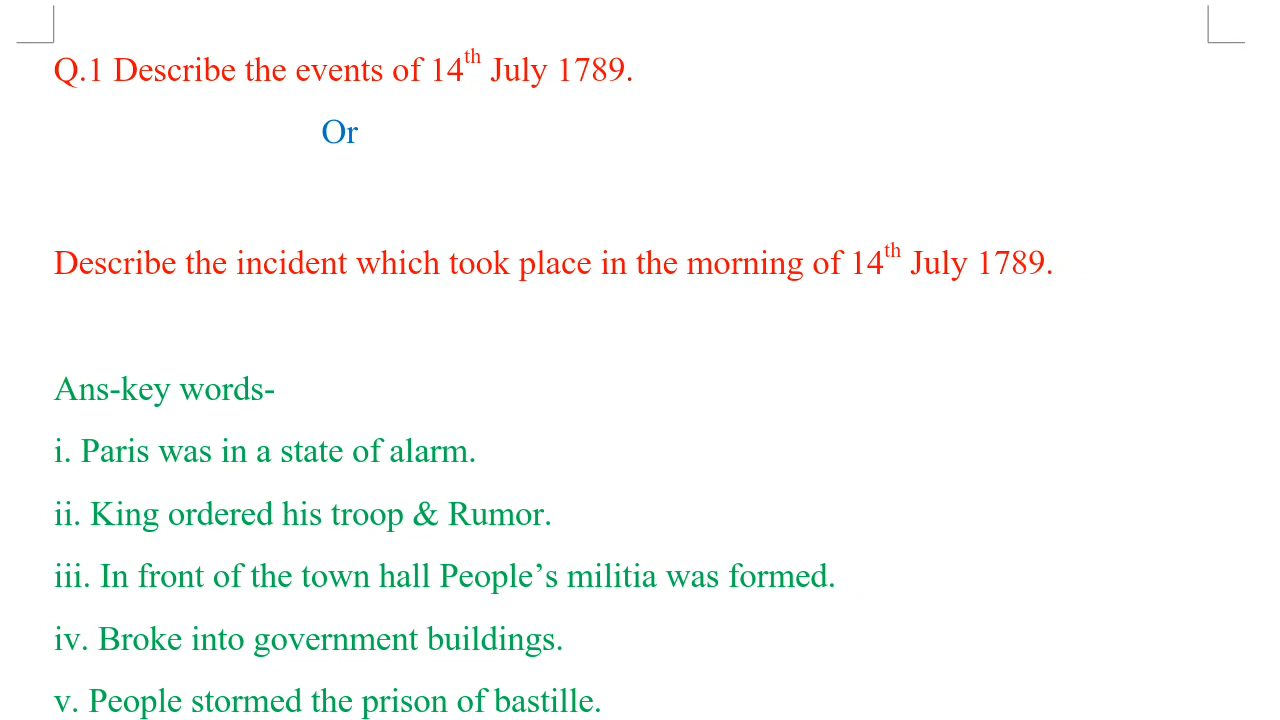 Q.1 Describe the events of 14th July 1789.
Or
Describe the incident which took place in the morning of 14th July 1789.
Ans-key words-
i. Paris was in a state of alarm.
ii. King ordered his troop & Rumor.
iii. In front of the town hall People’s militia was formed.
iv. Broke into government buildings.
v. People stormed the prison of bastille.